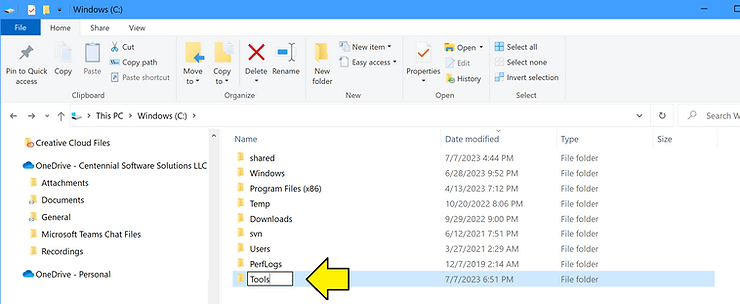 Windows (C:)
File Home Share View
Pin to Quick access
Copy
Paste
Cut
Copy path
Paste shortcut
Clipboard
Move to
Copy to
Delete
Rename
Organize
New folder
New item
Easy access
New
Properties
Open
Edit
History
Open
Select all
Select none
Invert selection
Select
This PC > Windows (C:) >
Search W
Name Date modified Type Size
Creative Cloud Files
OneDrive - Centennial Software Solutions LLC
Attachments
Documents
General
Microsoft Teams Chat Files
Recordings
OneDrive - Personal
shared 7/7/2023 4:44 PM File folder
Windows 6/28/2023 9:52 PM File folder
Program Files (x86) 4/13/2023 7:12 PM File folder
Temp 10/20/2022 8:06 PM File folder
Downloads 9/29/2022 9:00 PM File folder
svn 6/12/2021 7:51 PM File folder
Users 3/27/2021 2:29 AM File folder
PerfLogs 12/7/2019 2:14 AM File folder
Tools 7/7/2023 6:51 PM File folder